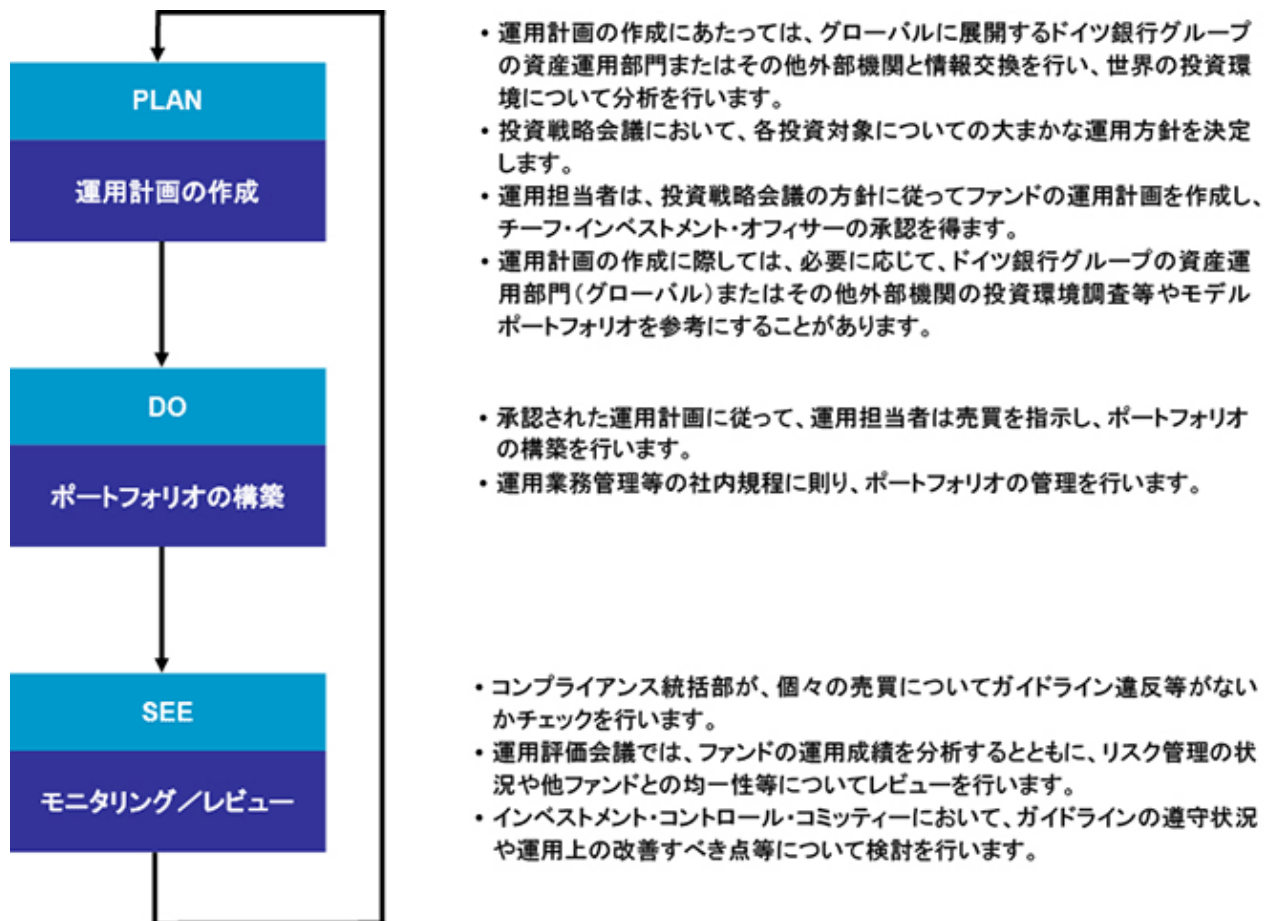 PLAN
運用計画の作成
・運用計画の作成にあたっては、グローバルに展開するドイツ銀行グループ
の資産運用部門またはその他外部機関と情報交換を行い、世界の投資環
境について分析を行います。
・投資戦略会議において、各投資対象についての大まかな運用方針を決定
します。
・運用担当者は、投資戦略会議の方針に従ってファンドの運用計画を作成し、
チーフ・インベストメント・オフィサーの承認を得ます。
・運用計画の作成に際しては、必要に応じて、ドイツ銀行グループの資産運
用部門(グローバル)またはその他外部機関の投資環境調査等やモデル
ポートフォリオを参考にすることがあります。
DO
ポートフォリオの構築
・承認された運用計画に従って、運用担当者は売買を指示し、ポートフォリオ
の構築を行います。
・運用業務管理等の社内規程に則り、ポートフォリオの管理を行います。
SEE
モニタリング/レビュー
・コンプライアンス統括部が、個々の売買についてガイドライン違反等がない
かチェックを行います。
・運用評価会議では、ファンドの運用成績を分析するとともに、リスク管理の状
況や他ファンドとの均一性等についてレビューを行います。
・インベストメント・コントロール・コミッティーにおいて、ガイドラインの遵守状況
や運用上の改善すべき点等について検討を行います。